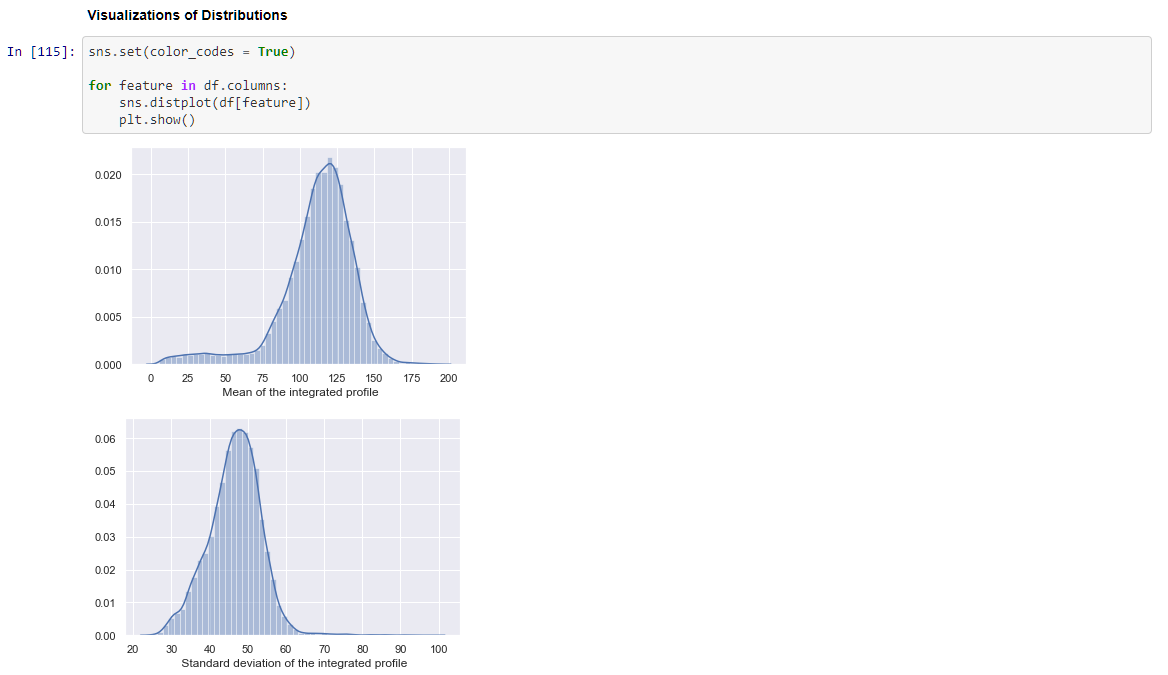 Visualizations of Distributions
In [115]: sns.set(color_codes = True)
for feature in df.columns:
    sns.distplot(df[feature])
    plt.show()
0.020
0.015
0.010
0.005
0.000
0 25 50 75 100 125 150 175 200
Mean of the integrated profile
0.06
0.05
0.04
0.03
0.02
0.01
0.00
20 30 40 50 60 70 80 90 100
Standard deviation of the integrated profile